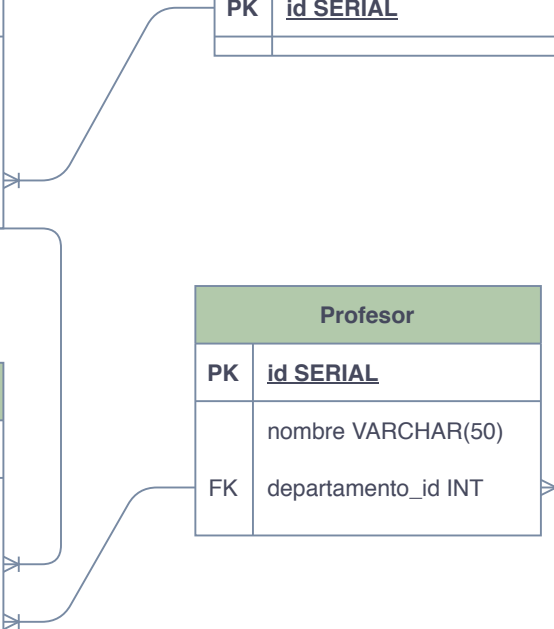 PK id SERIAL
Profesor
PK id SERIAL
nombre VARCHAR(50)
FK departamento_id INT